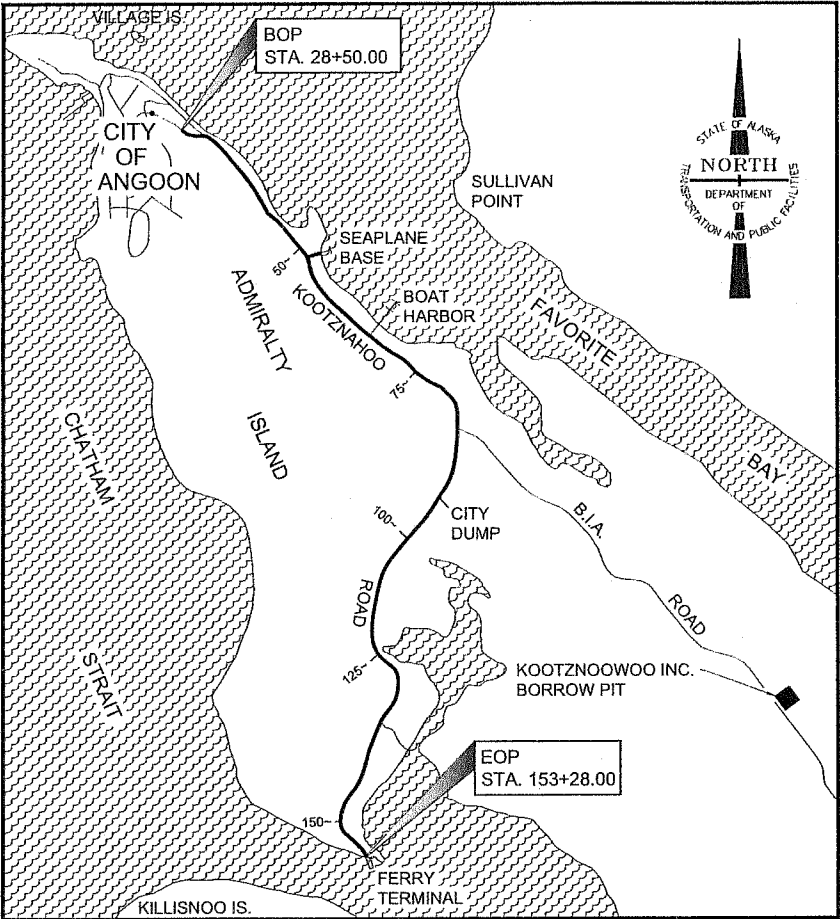 VILLAGE IS.
BOP
STA. 28+50.00
CITY
OF
ANGOON
STATE OF ALASKA
NORTH
DEPARTMENT
OF
TRANSPORTATION AND PUBLIC FACILITIES
SULLIVAN
POINT
SEAPLANE
BASE
50~
ADMIRALTY
KOOTZNAHOO
BOAT
HARBOR
FAVORITE
75~
CHATHAM
ISLAND
BAY
100~
CITY
DUMP
B.I.A.
ROAD
ROAD
125~
STRAIT
KOOTZNOOWOO INC.
BORROW PIT
EOP
STA. 153+28.00
150~
FERRY
TERMINAL
KILLISNOO IS.